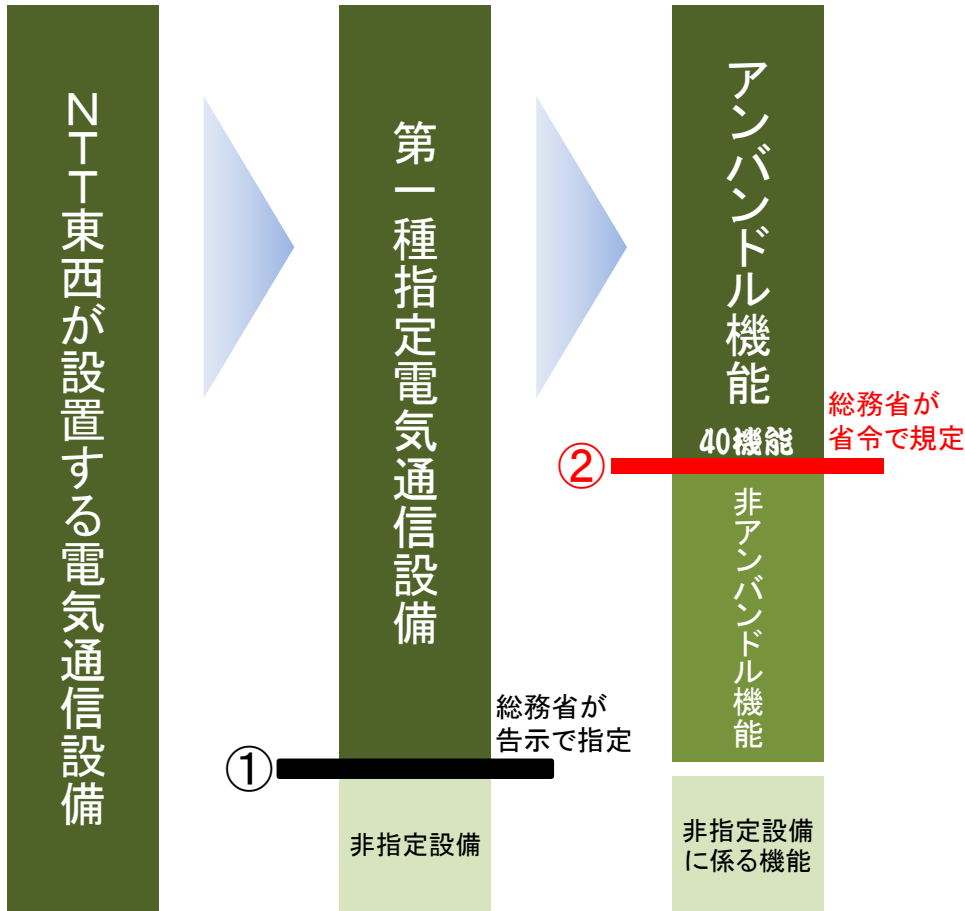 NTT東西が設置する電気通信設備
第一種指定電気通信設備
①
総務省が
告示で指定
非指定設備
アンバンドル機能
40機能
②
総務省が
省令で規定
非アンバンドル機能
非指定設備
に係る機能